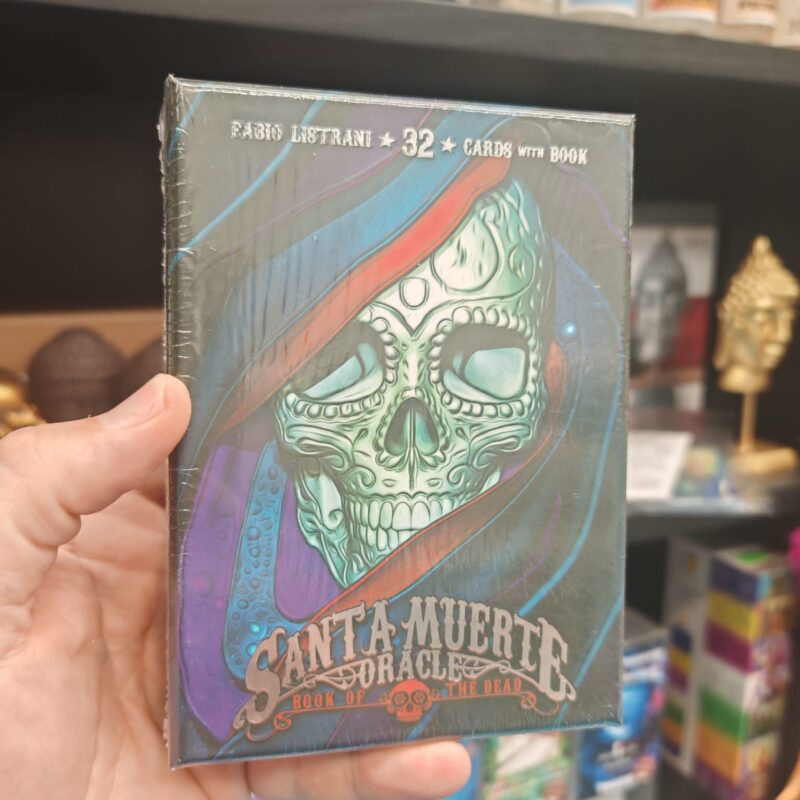 FABIO LISTRANI ★ 32 ★ CARDS WITH BOOK
SANTA MUERTE
ORACLE
BOOK OF THE DEAD